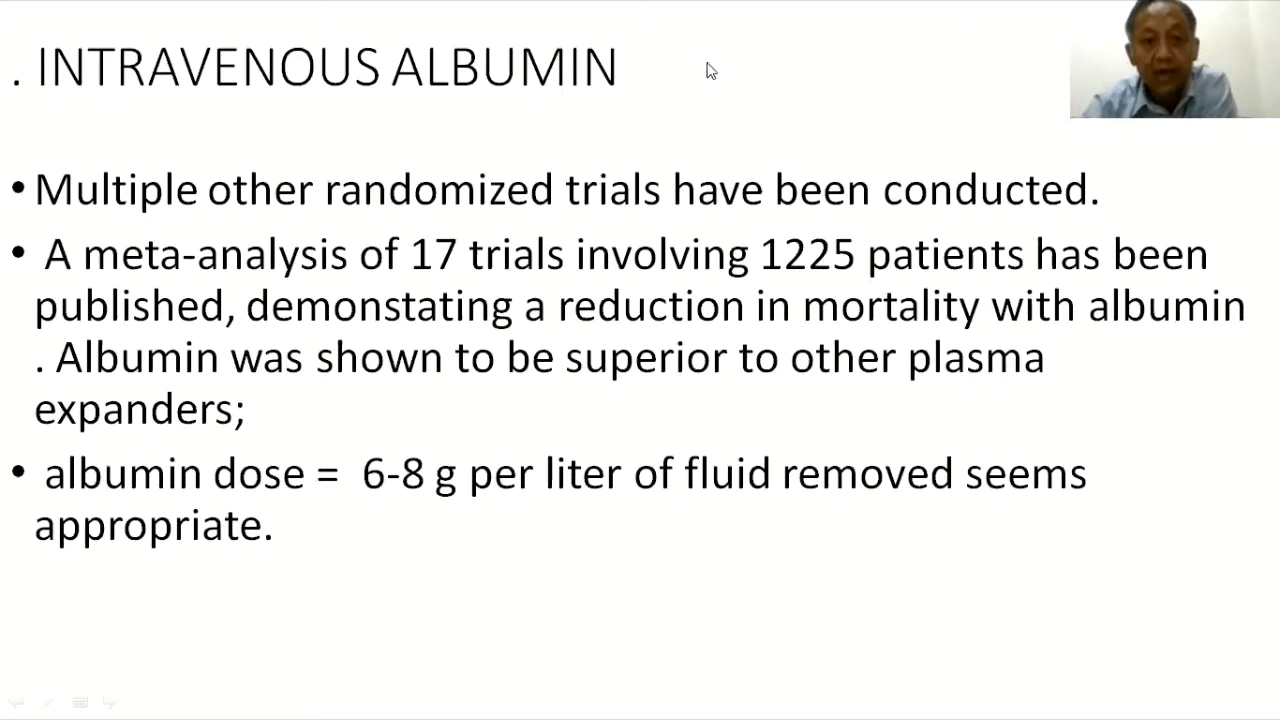 . INTRAVENOUS ALBUMIN
• Multiple other randomized trials have been conducted.
• A meta-analysis of 17 trials involving 1225 patients has been
published, demonstating a reduction in mortality with albumin
. Albumin was shown to be superior to other plasma
expanders;
• albumin dose = 6-8 g per liter of fluid removed seems
appropriate.